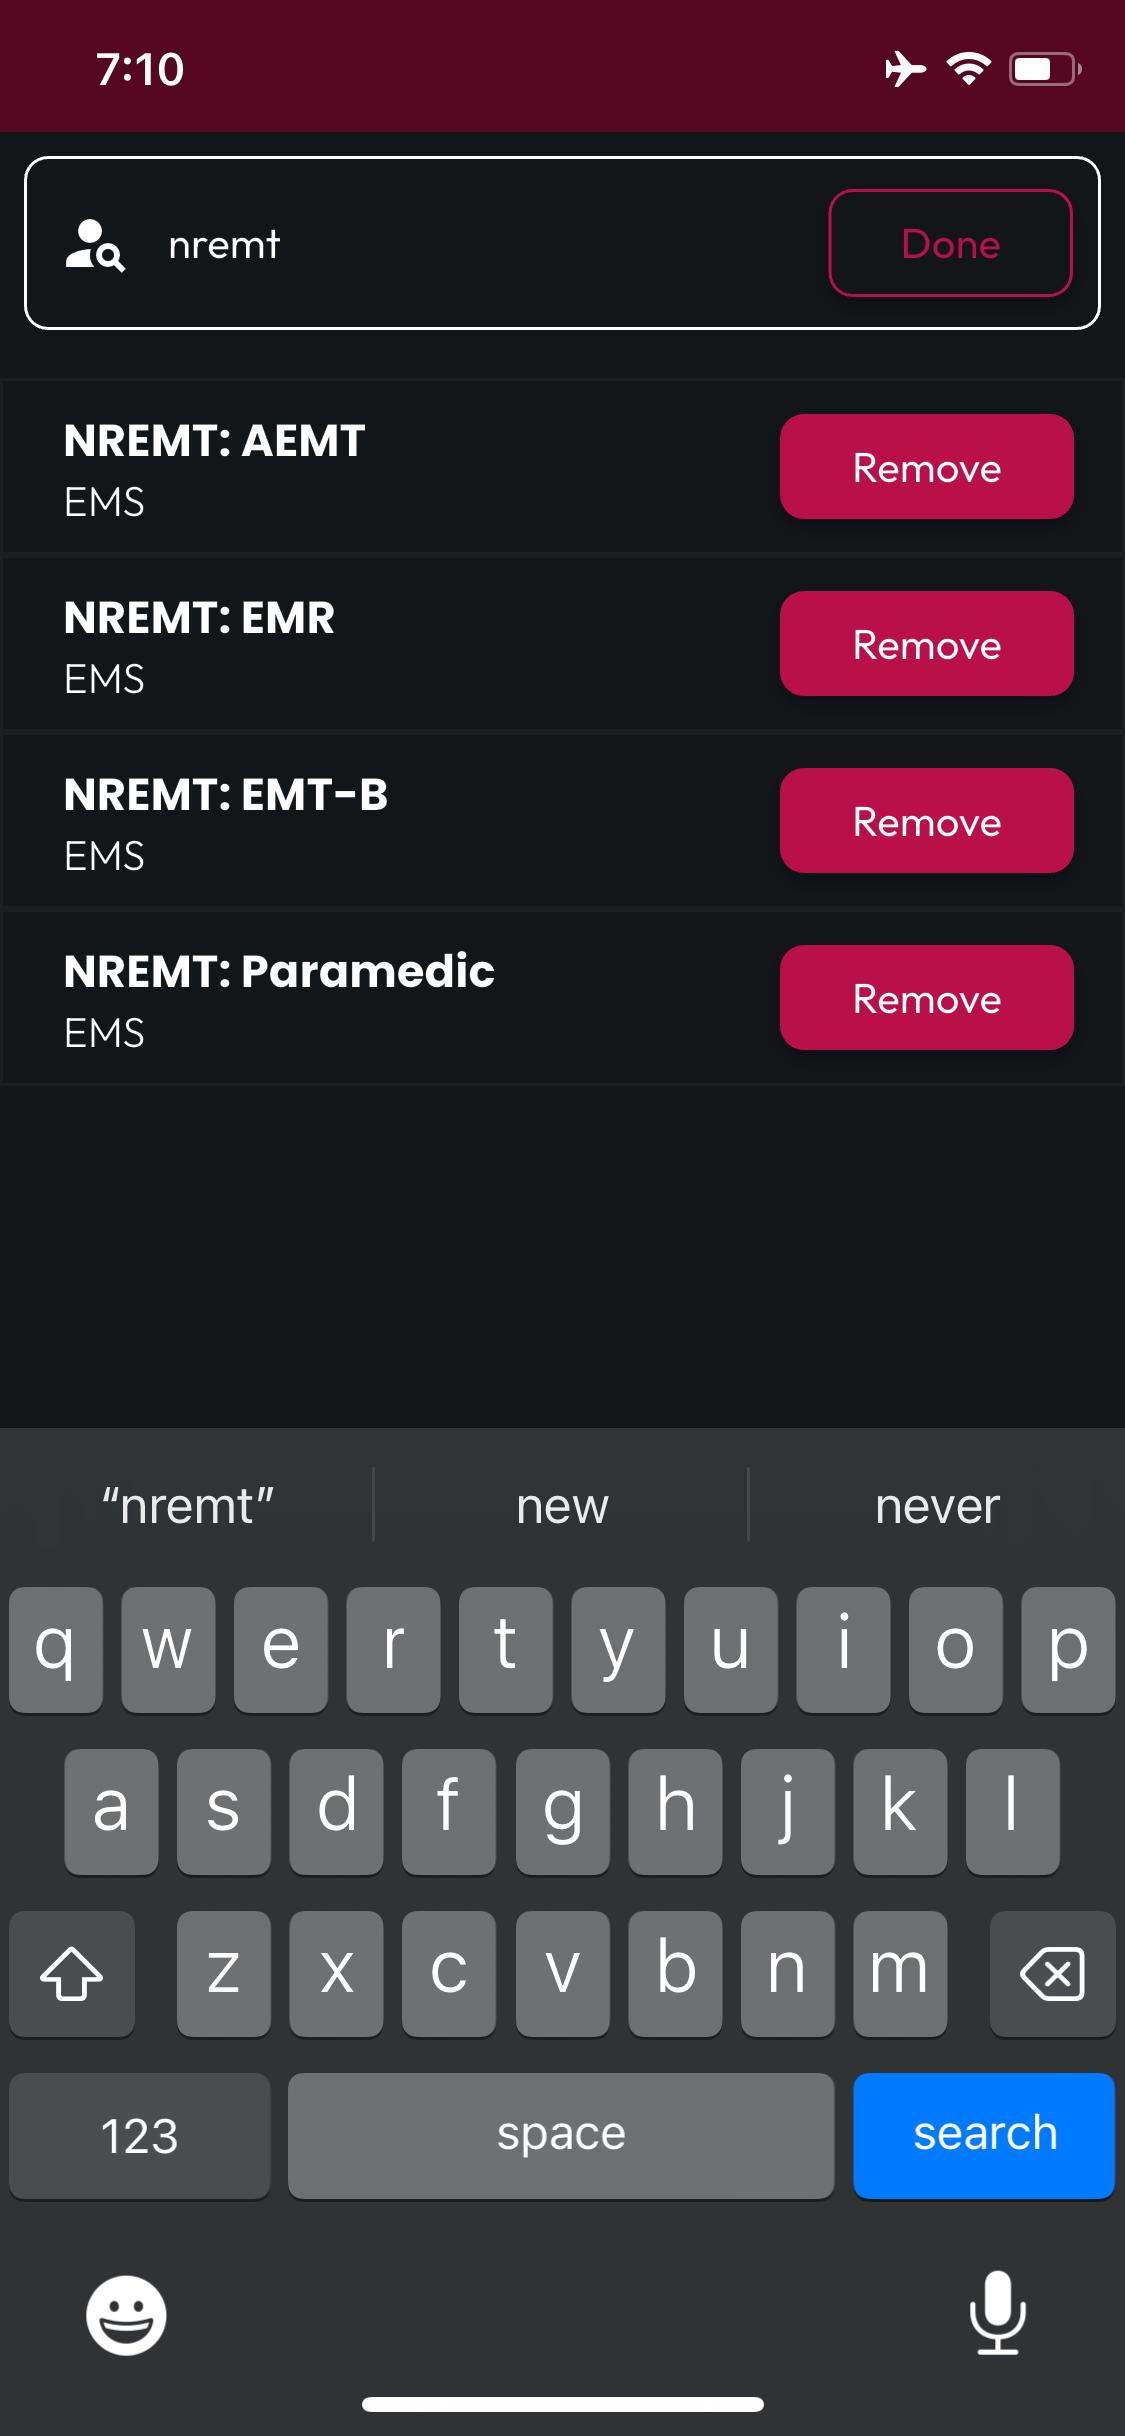 7:10
nremt
Done
NREMT: AEMT
EMS
Remove
NREMT: EMR
EMS
Remove
NREMT: EMT-B
EMS
Remove
NREMT: Paramedic
EMS
Remove
“nremt” new never
q w e r t y u i o p
a s d f g h j k l
z x c v b n m
123 space search